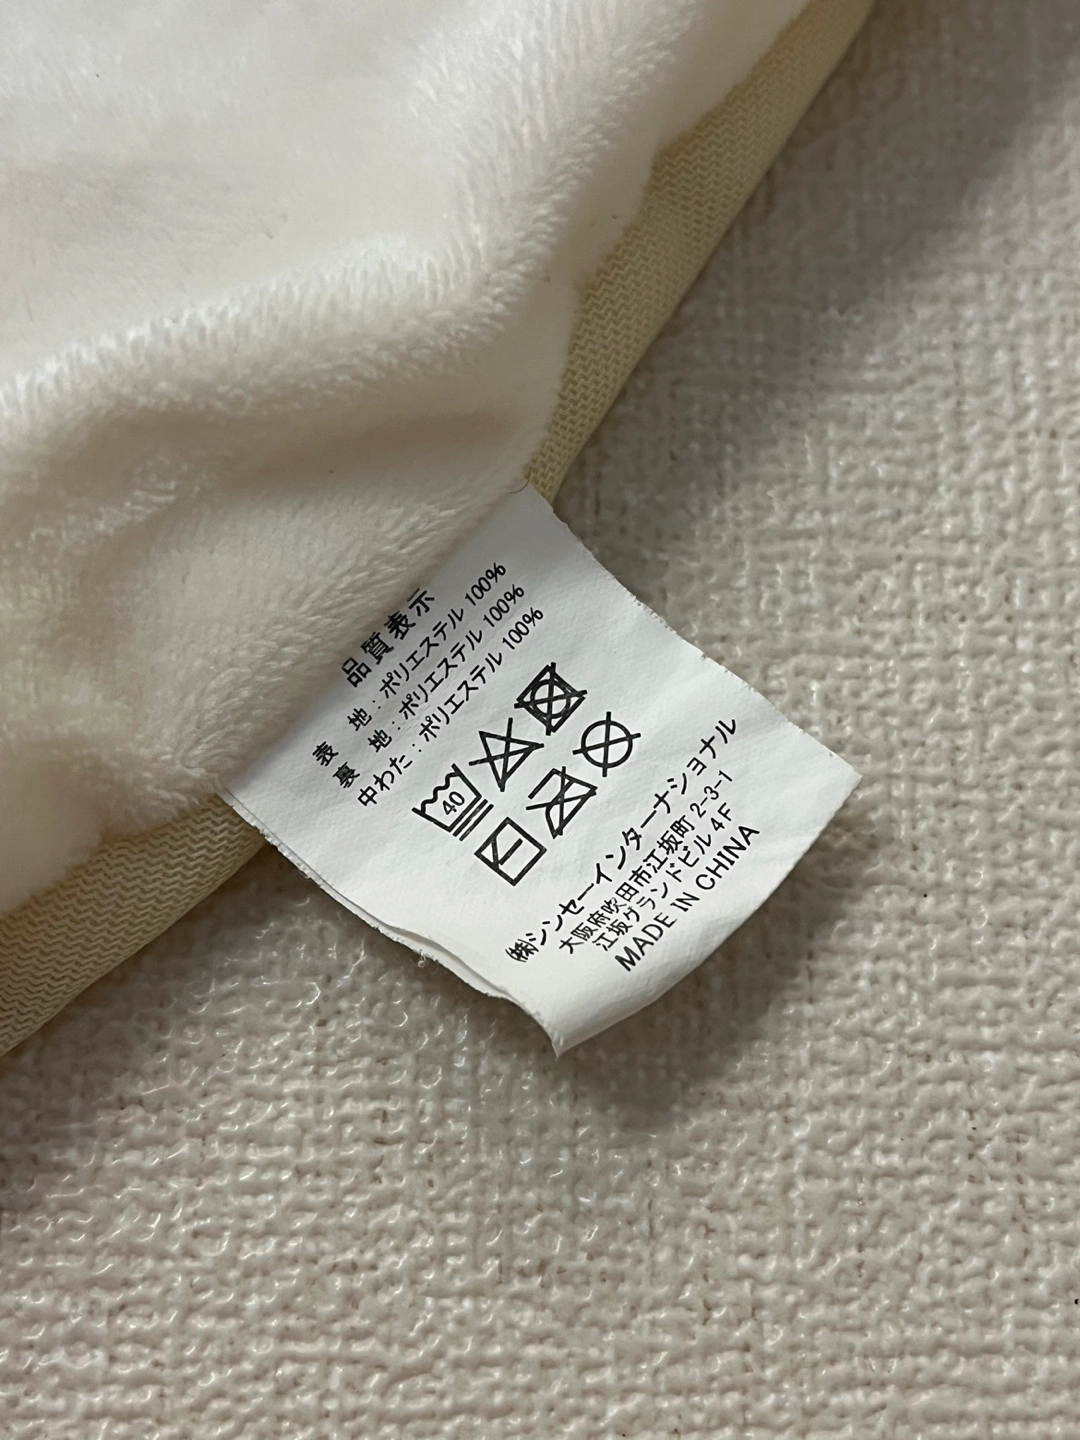 品質表示
表 地:ポリエステル 100%
裏 地:ポリエステル 100%
中わた:ポリエステル 100%
40
㈱シンセーインターナショナル
大阪府吹田市江坂町 2-3-1
江坂グランドビル 4F
MADE IN CHINA